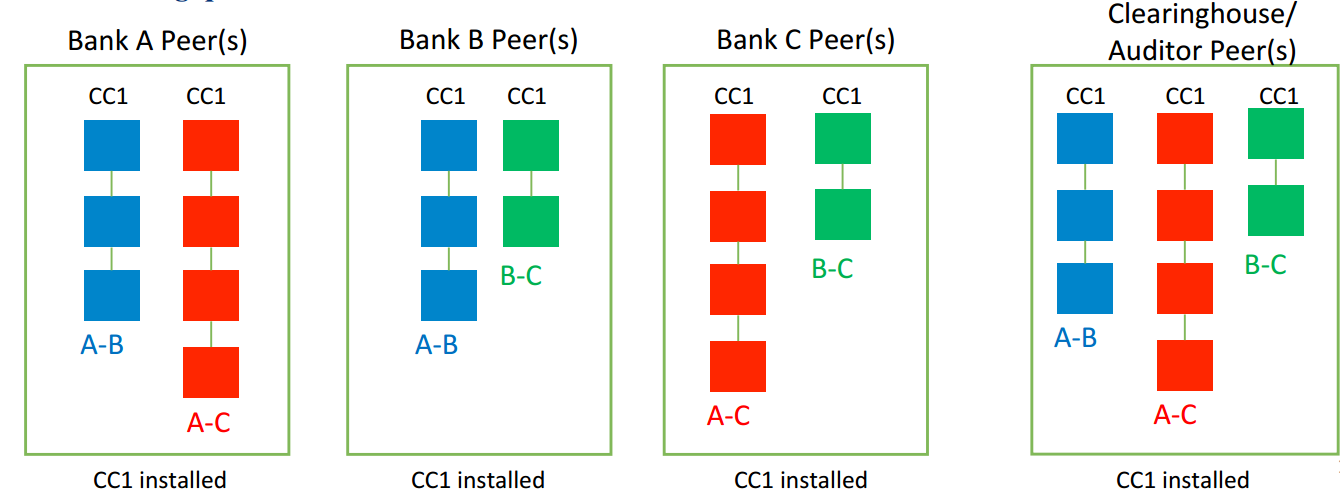 Bank A Peer(s)
CC1 CC1
A-B
A-C
CC1 installed
Bank B Peer(s)
CC1 CC1
B-C
A-B
CC1 installed
Bank C Peer(s)
CC1 CC1
B-C
A-C
CC1 installed
Clearinghouse/
Auditor Peer(s)
CC1 CC1 CC1
B-C
A-B
A-C
CC1 installed